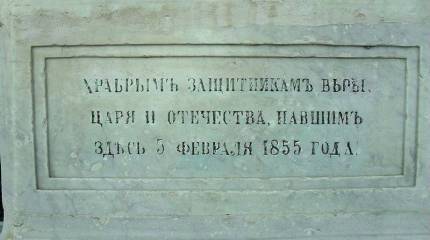 ХРАБРЫМЪ ЗАЩИТНИКАМЪ ВѢРЫ,
ЦАРЯ И ОТЕЧЕСТВА, ПАВШИМЪ
ЗДѢСЬ 5 ФЕВРАЛЯ 1855 ГОДА.